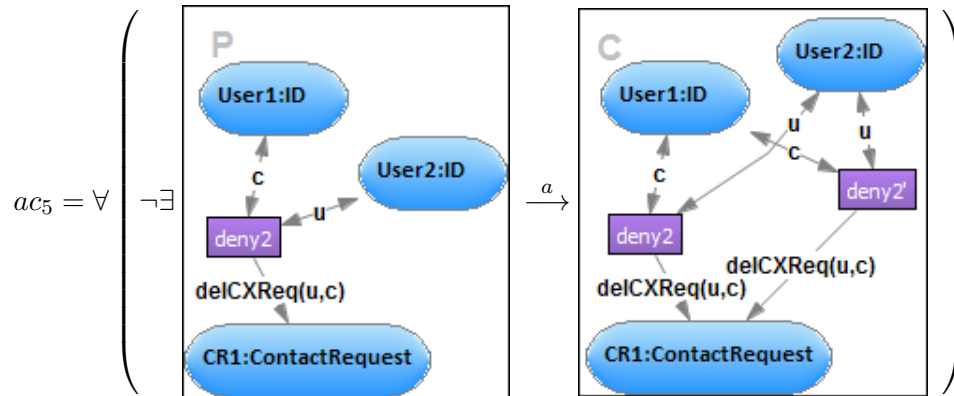 ac5 = ∀ ( ¬∃
P
User1:ID
c
User2:ID
u
deny2
delCXReq(u,c)
CR1:ContactRequest
a
→
C
User2:ID
User1:ID
u
u
c
c
deny2'
deny2
delCXReq(u,c)
delCXReq(u,c)
CR1:ContactRequest
)